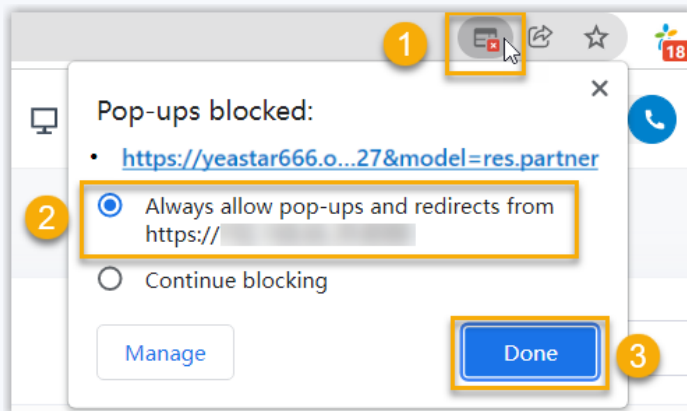 1
18
Pop-ups blocked:
• https://yeastar666.o...27&model=res.partner
2
Always allow pop-ups and redirects from
https://
Continue blocking
Manage
Done
3